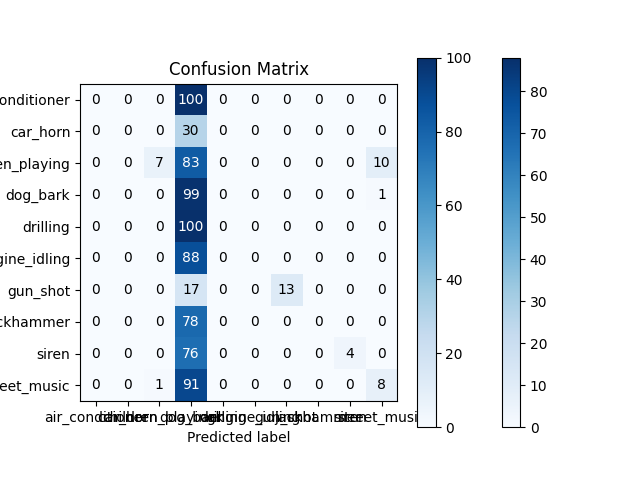 Confusion Matrix
onditioner 0 0 0 100 0 0 0 0 0 0
car_horn 0 0 0 30 0 0 0 0 0 0
en_playing 0 0 7 83 0 0 0 0 0 10
dog_bark 0 0 0 99 0 0 0 0 0 1
drilling 0 0 0 100 0 0 0 0 0 0
gine_idling 0 0 0 88 0 0 0 0 0 0
gun_shot 0 0 0 17 0 0 13 0 0 0
ckhammer 0 0 0 78 0 0 0 0 0 0
siren 0 0 0 76 0 0 0 0 4 0
eet_music 0 0 1 91 0 0 0 0 0 8
Predicted label
100
80
60
40
20
0
80
70
60
50
40
30
20
10
0